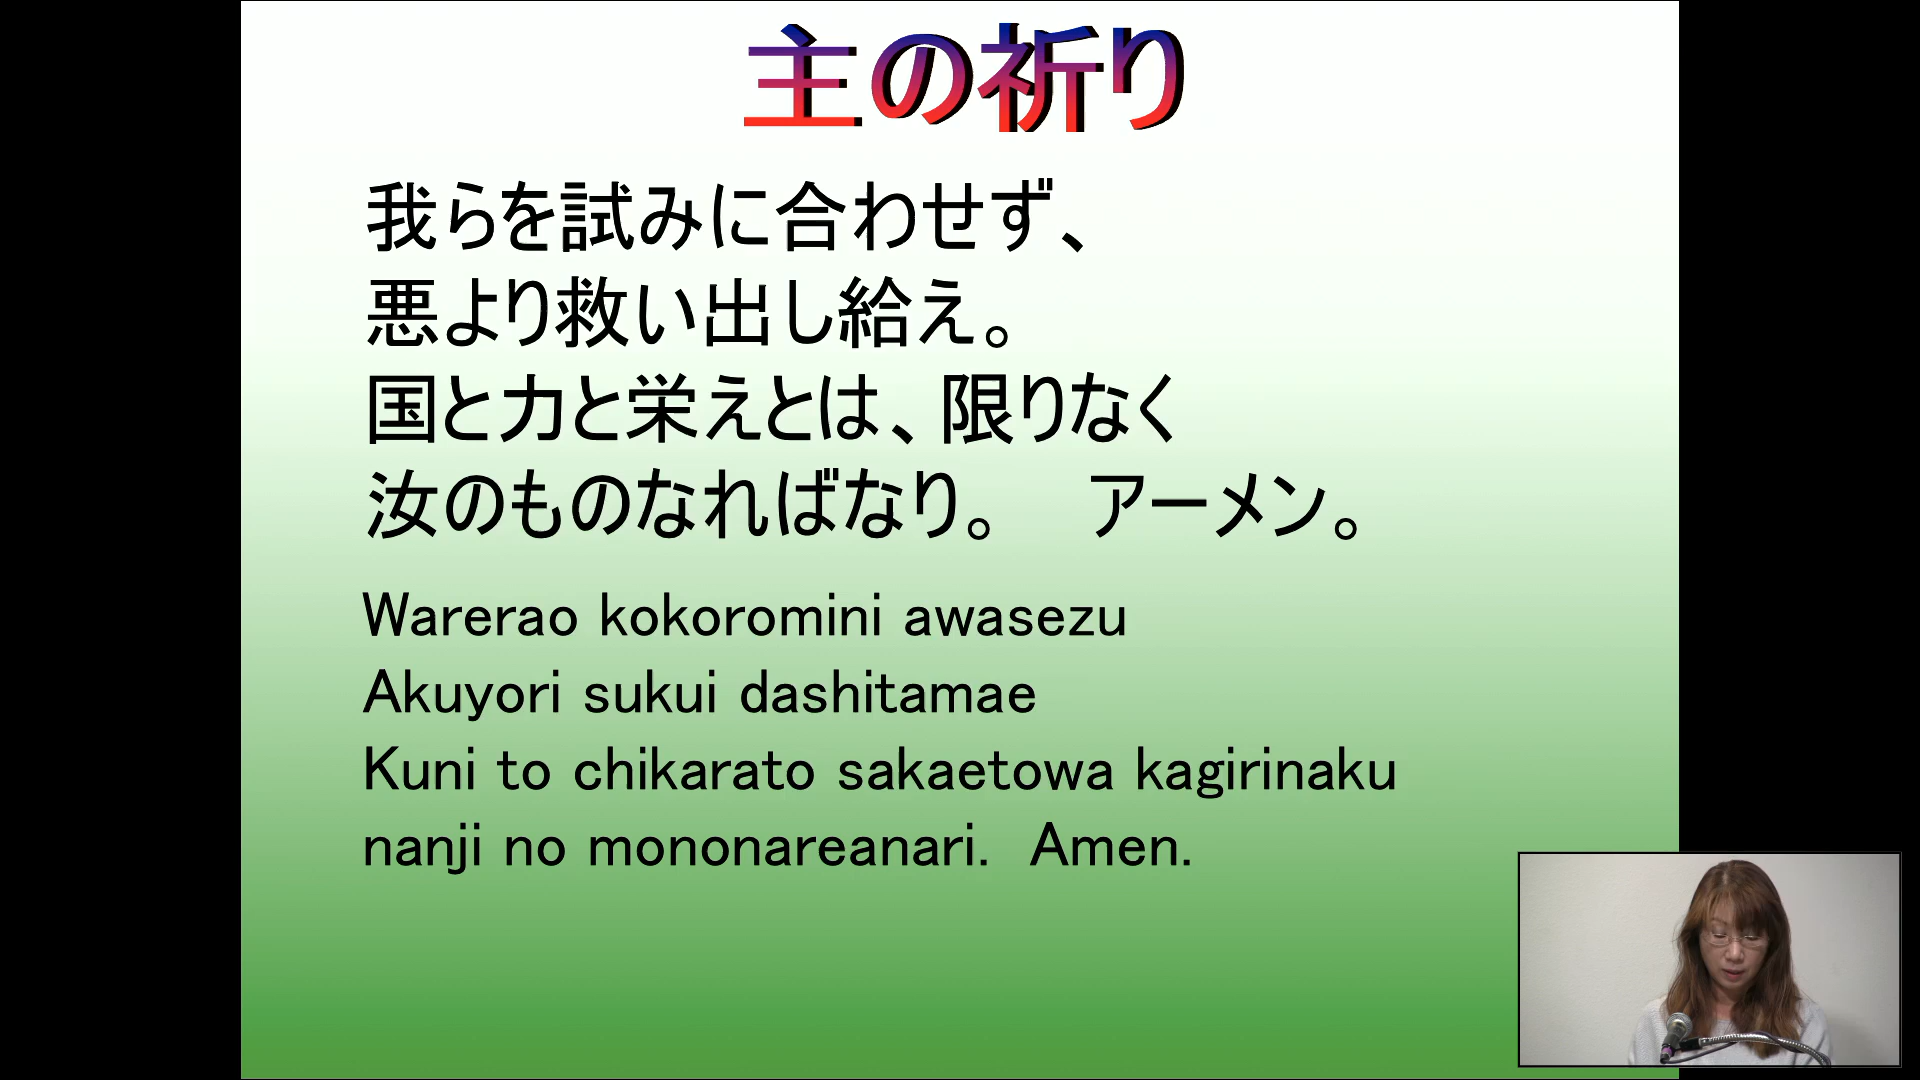 主の祈り
我らを試みに合わせず、
悪より救い出し給え。
国と力と栄えとは、限りなく
汝のものなればなり。　アーメン。
Warerao kokoromini awasezu
Akuyori sukui dashitamae
Kuni to chikarato sakaetowa kagirinaku
nanji no mononareanari.  Amen.